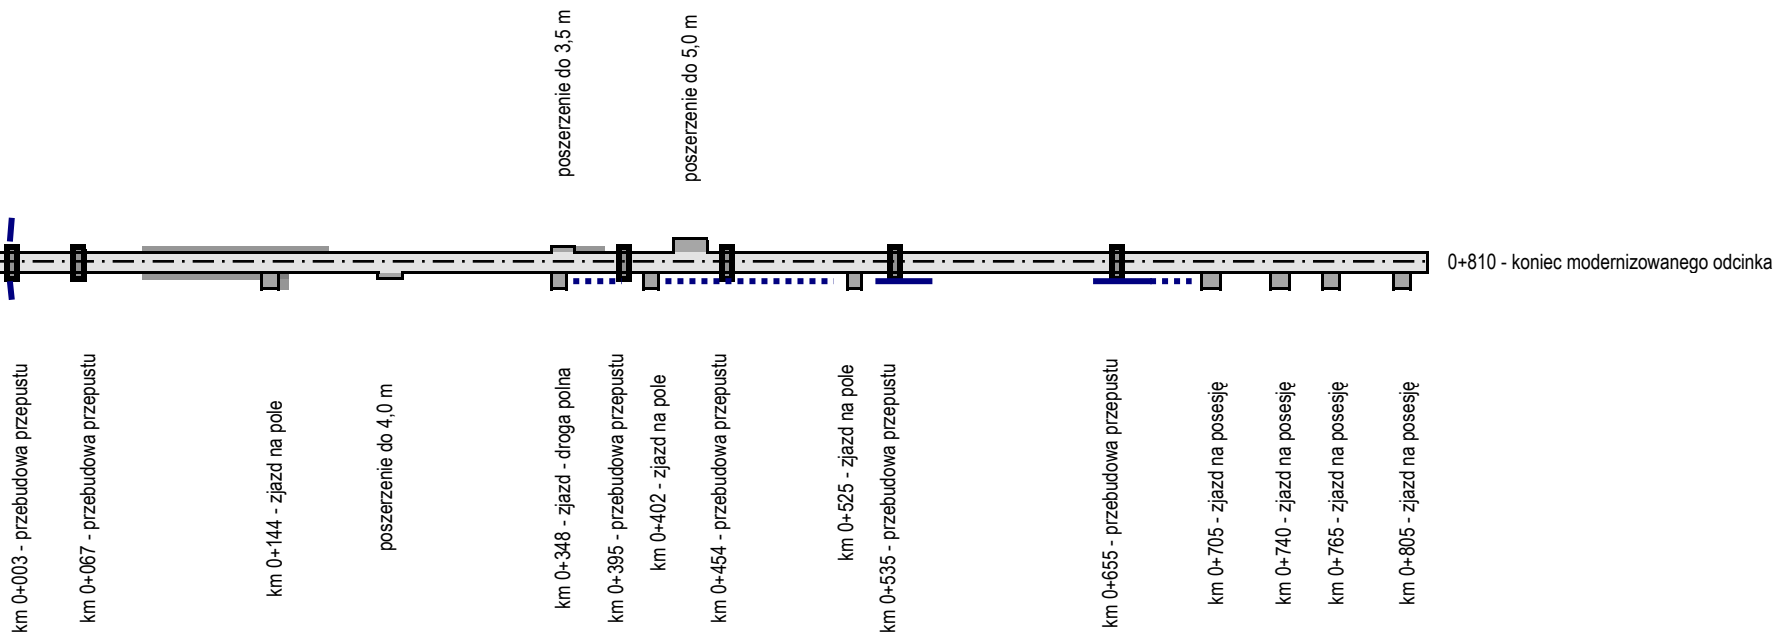 poszerzenie do 3,5 m
poszerzenie do 5,0 m
0+810 - koniec modernizowanego odcinka
km 0+003 - przebudowa przepustu
km 0+067 - przebudowa przepustu
km 0+144 - zjazd na pole
poszerzenie do 4,0 m
km 0+348 - zjazd - droga polna
km 0+395 - przebudowa przepustu
km 0+402 - zjazd na pole
km 0+454 - przebudowa przepustu
km 0+525 - zjazd na pole
km 0+535 - przebudowa przepustu
km 0+655 - przebudowa przepustu
km 0+705 - zjazd na posesję
km 0+740 - zjazd na posesję
km 0+765 - zjazd na posesję
km 0+805 - zjazd na posesję